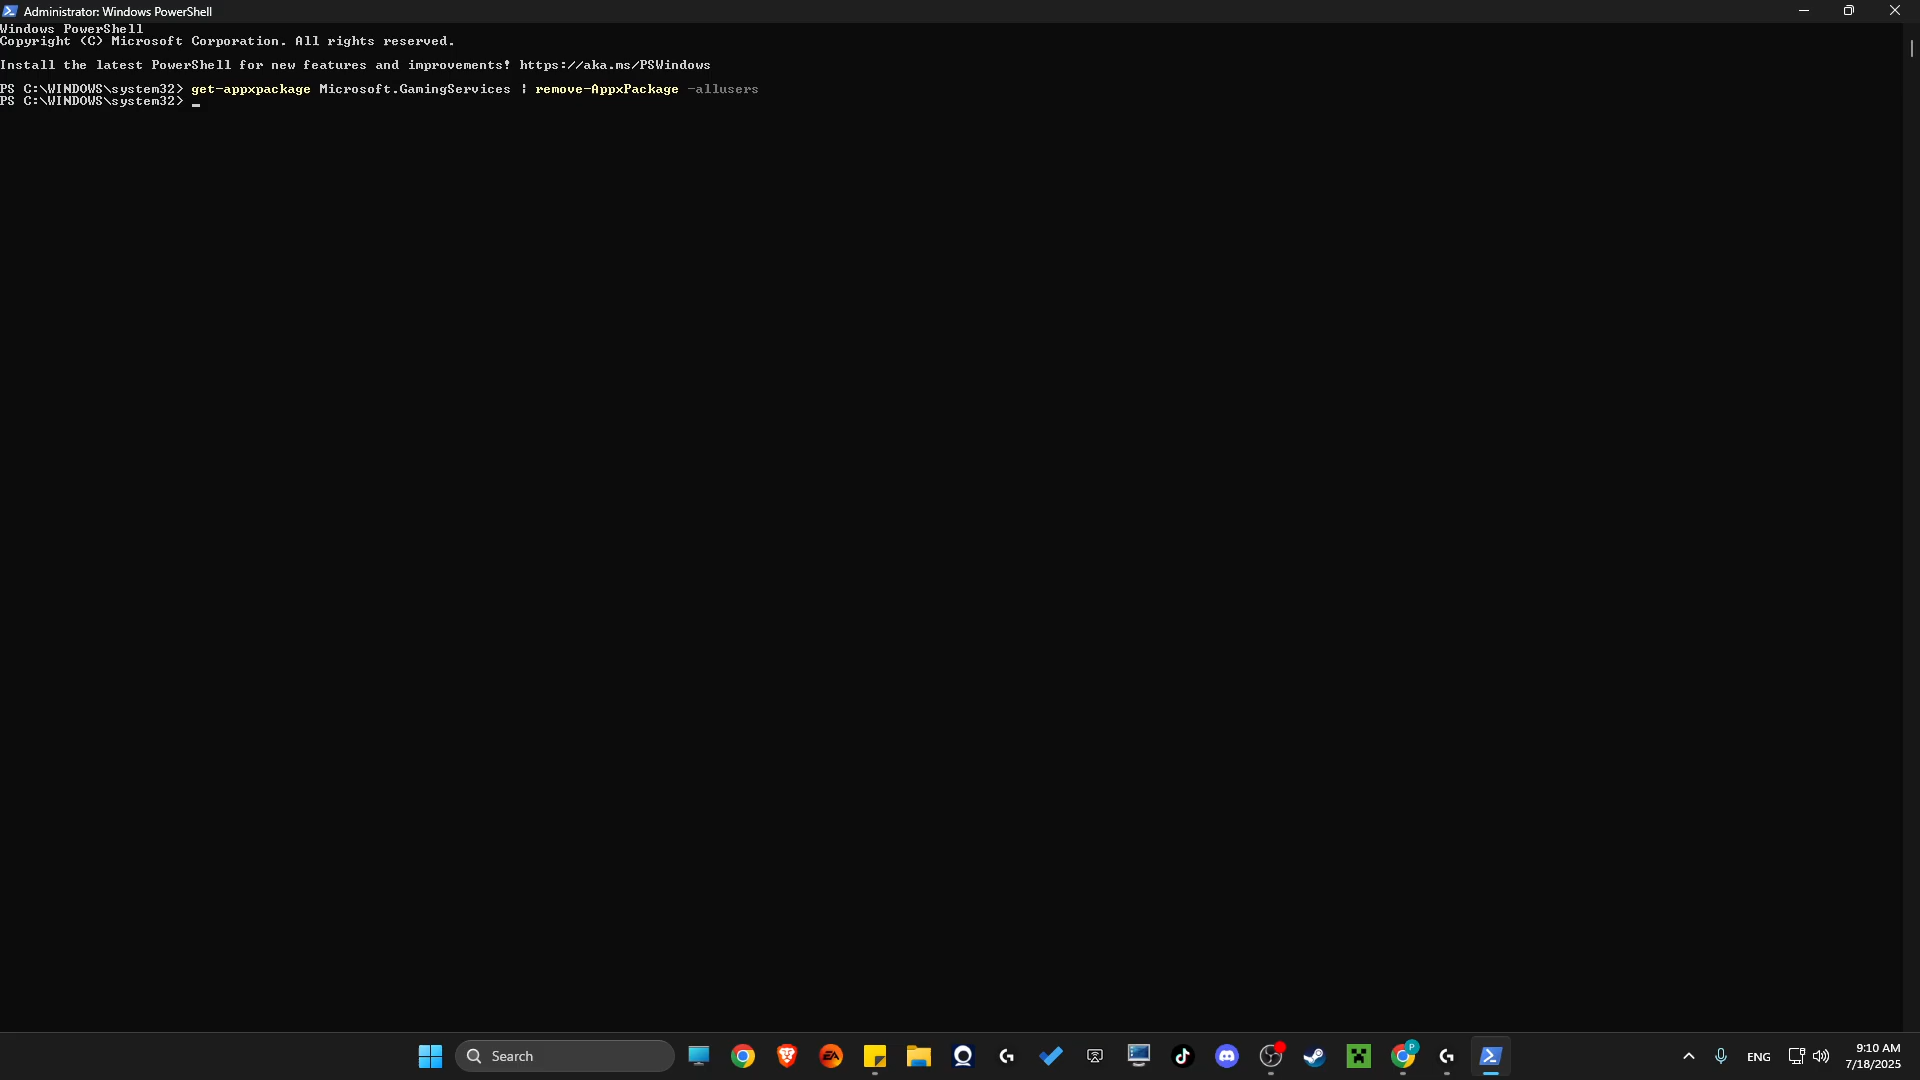 Administrator: Windows PowerShell
Windows PowerShell
Copyright (C) Microsoft Corporation. All rights reserved.
Install the latest PowerShell for new features and improvements! https://aka.ms/PSWindows
PS C:\WINDOWS\system32> get-appxpackage Microsoft.GamingServices | remove-AppxPackage -allusers
PS C:\WINDOWS\system32> _
Search
EA
P
ENG
9:10 AM
7/18/2025